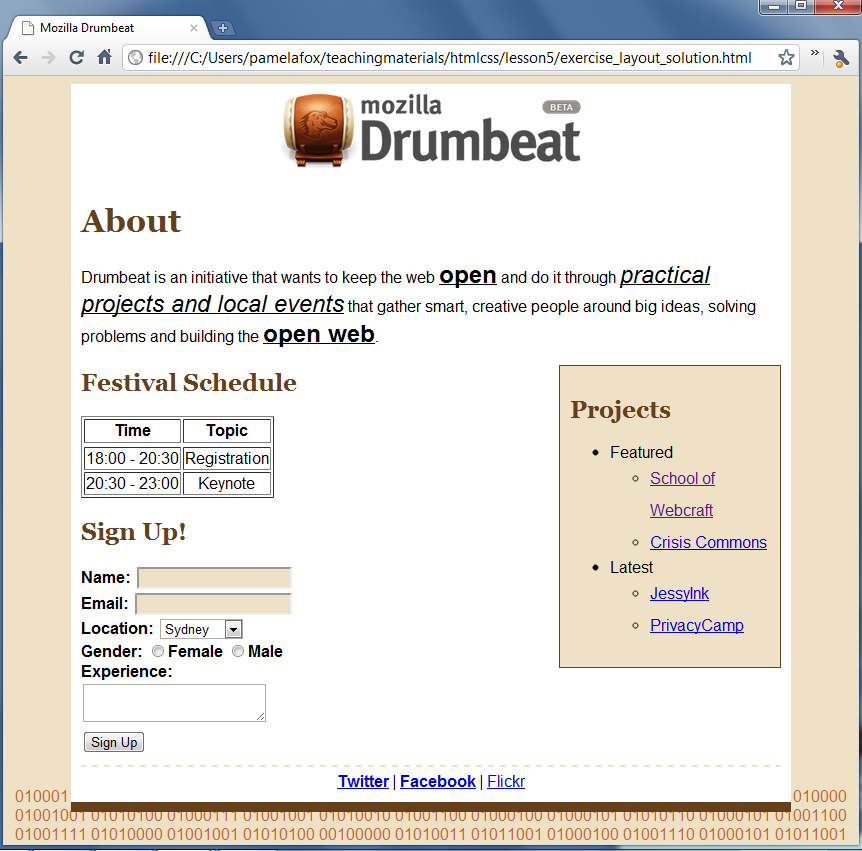 Mozilla Drumbeat
file:///C:/Users/pamelafox/teachingmaterials/htmlcss/lesson5/exercise_layout_solution.html
mozilla BETA
Drumbeat
About
Drumbeat is an initiative that wants to keep the web open and do it through practical
projects and local events that gather smart, creative people around big ideas, solving
problems and building the open web.
Festival Schedule
Time Topic
18:00 - 20:30 Registration
20:30 - 23:00 Keynote
Sign Up!
Name:
Email:
Location: Sydney
Gender: Female Male
Experience:
Sign Up
Projects
• Featured
◦ School of
Webcraft
◦ Crisis Commons
• Latest
◦ JessyInk
◦ PrivacyCamp
Twitter | Facebook | Flickr
010000
01001001 01010100 01000111 01001001 01010010 01001100 01000100 01000101 01010110 01000101 01001100
01001111 01010000 01001001 01010100 00100000 01010011 01011001 01000100 01001110 01000101 01011001